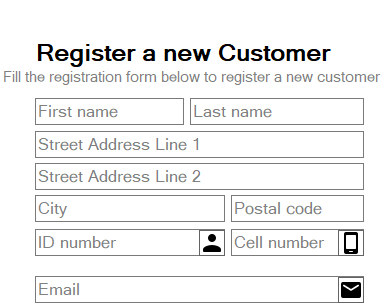 Register a new Customer
Fill the registration form below to register a new customer
First name Last name
Street Address Line 1
Street Address Line 2
City Postal code
ID number Cell number
Email